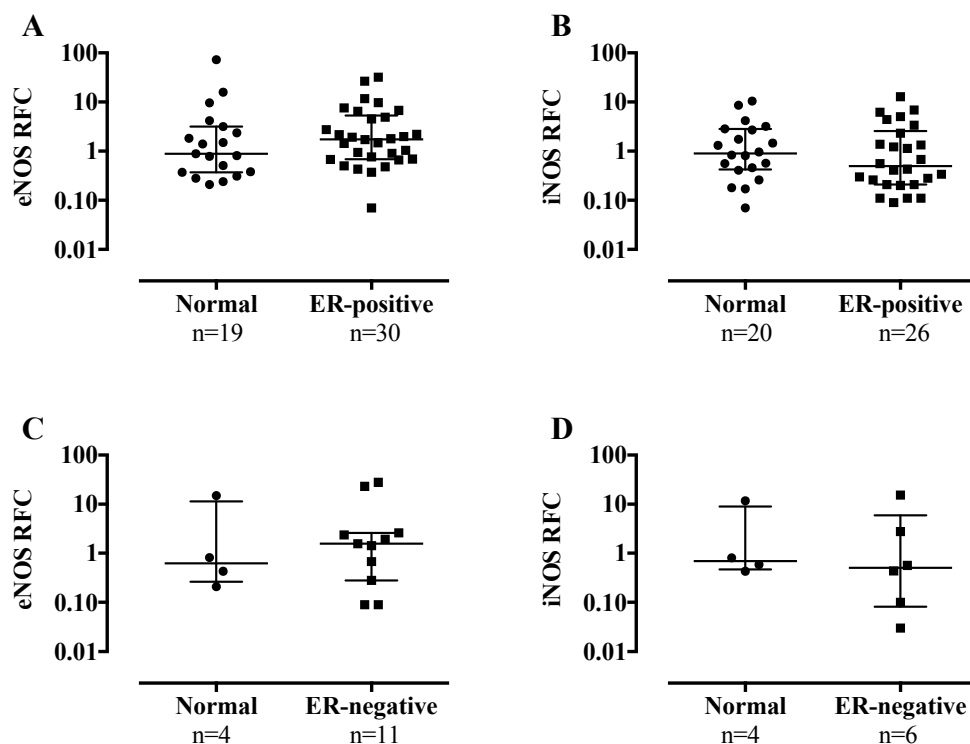 A
eNOS RFC
100
10
1
0.10
0.01
Normal
n=19
ER-positive
n=30
B
iNOS RFC
100
10
1
0.10
0.01
Normal
n=20
ER-positive
n=26
C
eNOS RFC
100
10
1
0.10
0.01
Normal
n=4
ER-negative
n=11
D
iNOS RFC
100
10
1
0.10
0.01
Normal
n=4
ER-negative
n=6